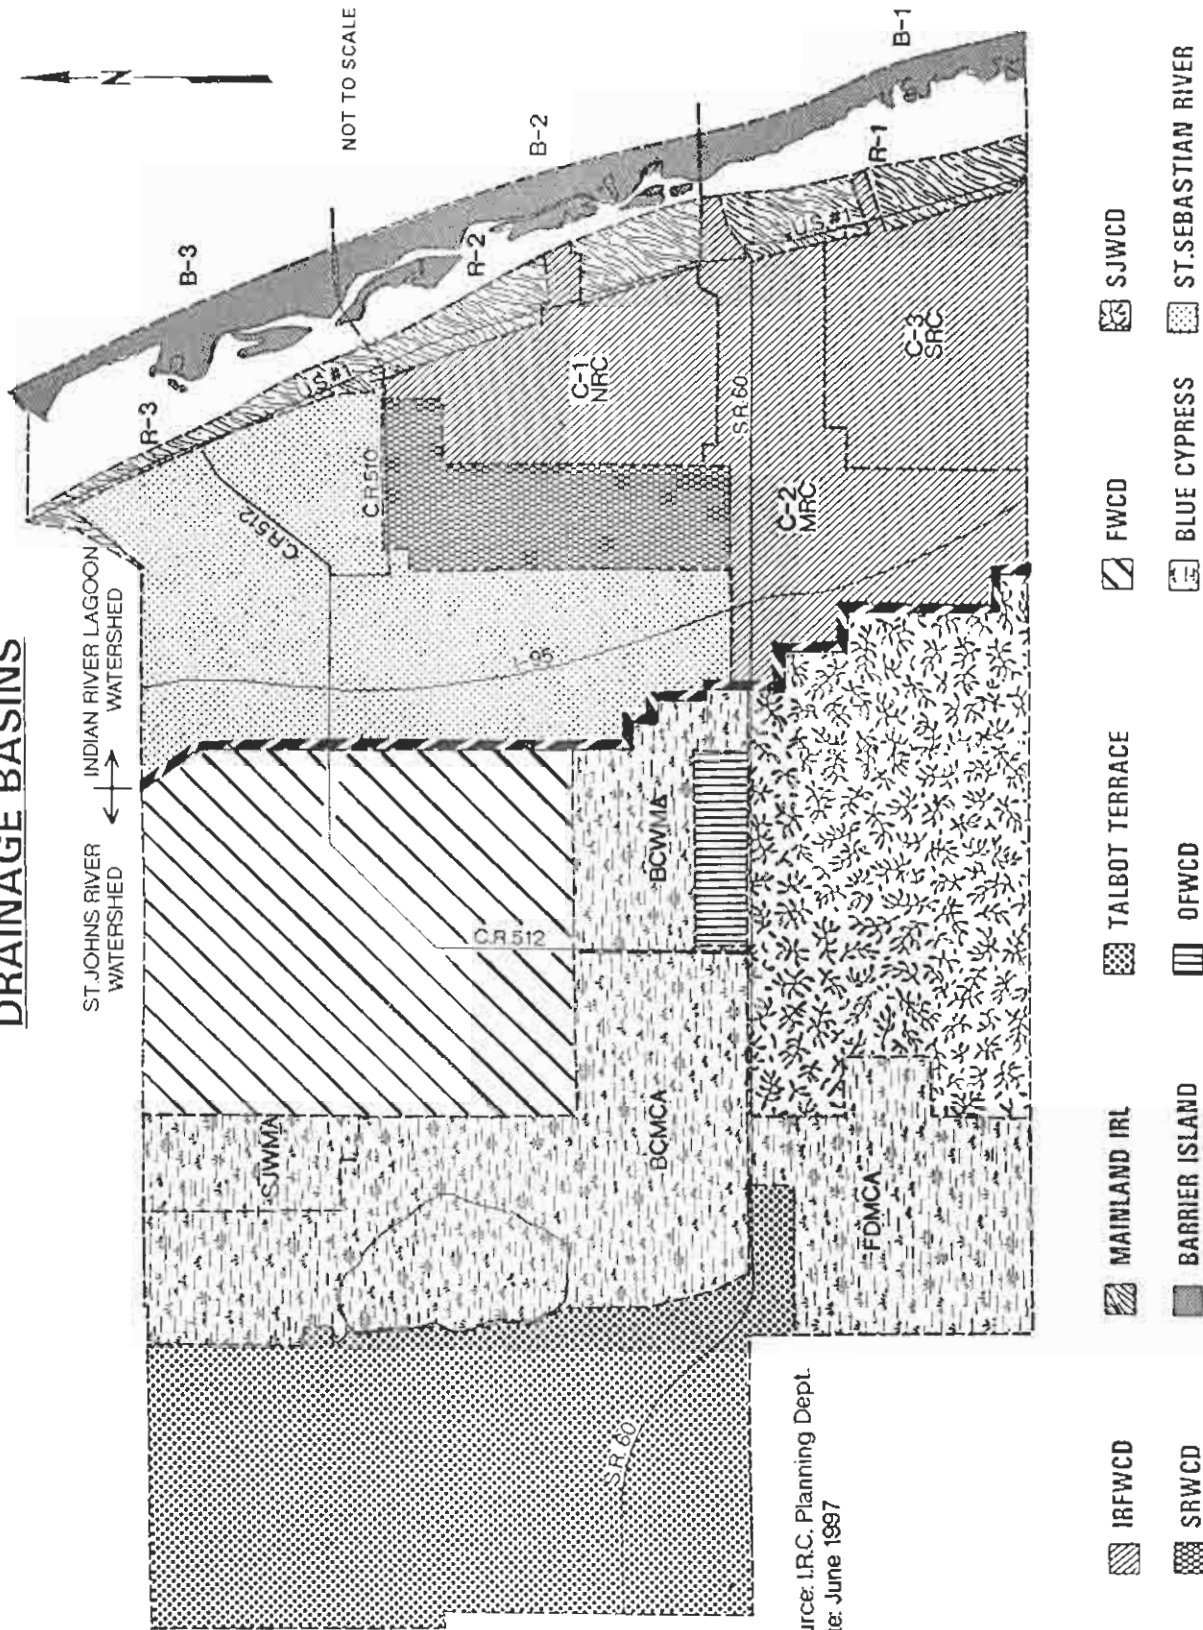 DRAINAGE BASINS
ST. JOHNS RIVER
WATERSHED
INDIAN RIVER LAGOON
WATERSHED
N
NOT TO SCALE
B-3
R-3
U.S.#1
B-2
R-2
B-1
R-1
U.S.#1
C.R.512
C.R.510
C-1
NRC
S.R.60
C-2
MRC
C-3
SRC
I-95
C.R.512
BCWMA
SJWMA
BCMCA
FDMCA
S.R.60
urce: I.R.C. Planning Dept.
te: June 1997
IRFWCD
MAINLAND IRL
TALBOT TERRACE
FWCD
SJWCD
SRWCD
BARRIER ISLAND
DFWCD
BLUE CYPRESS
ST.SEBASTIAN RIVER